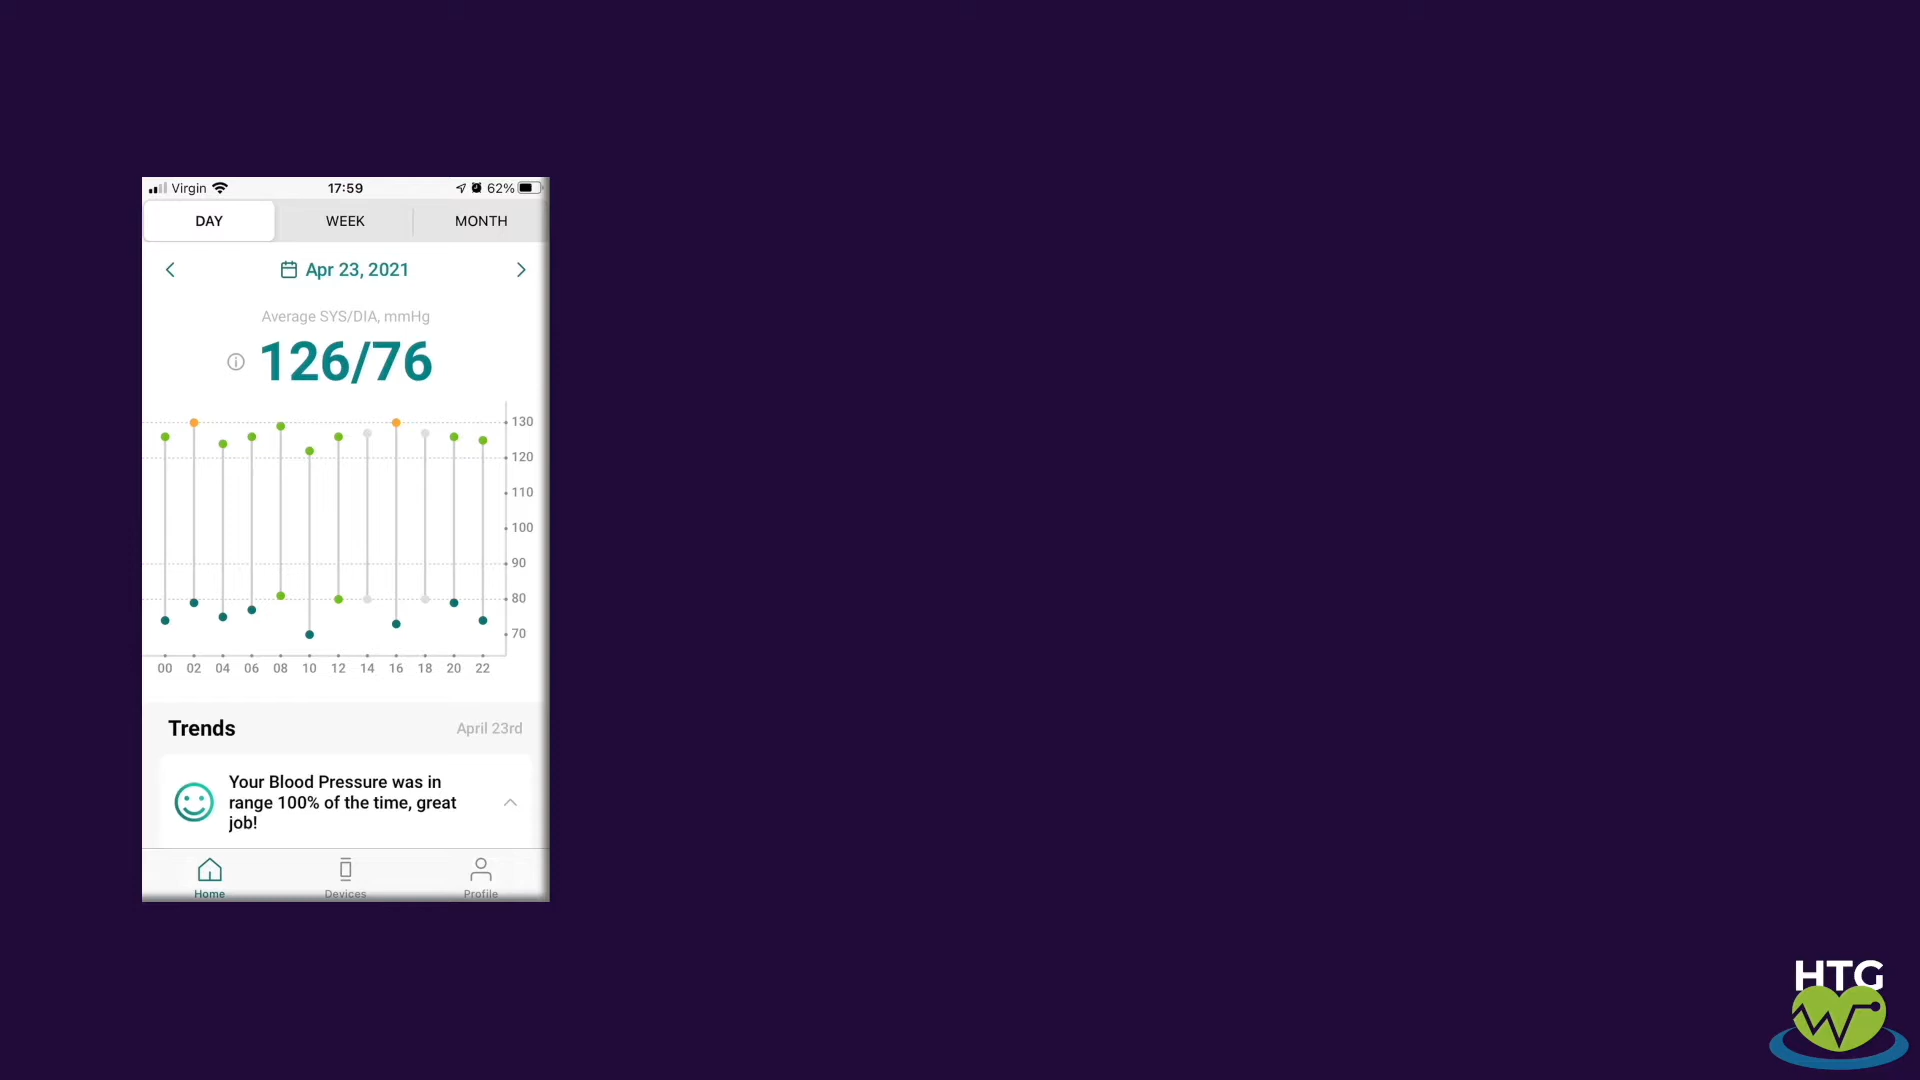 Virgin 17:59 62%
DAY WEEK MONTH
Apr 23, 2021
Average SYS/DIA, mmHg
126/76
130
120
110
100
90
80
70
00 02 04 06 08 10 12 14 16 18 20 22
Trends April 23rd
Your Blood Pressure was in
range 100% of the time, great
job!
Home Devices Profile
HTG